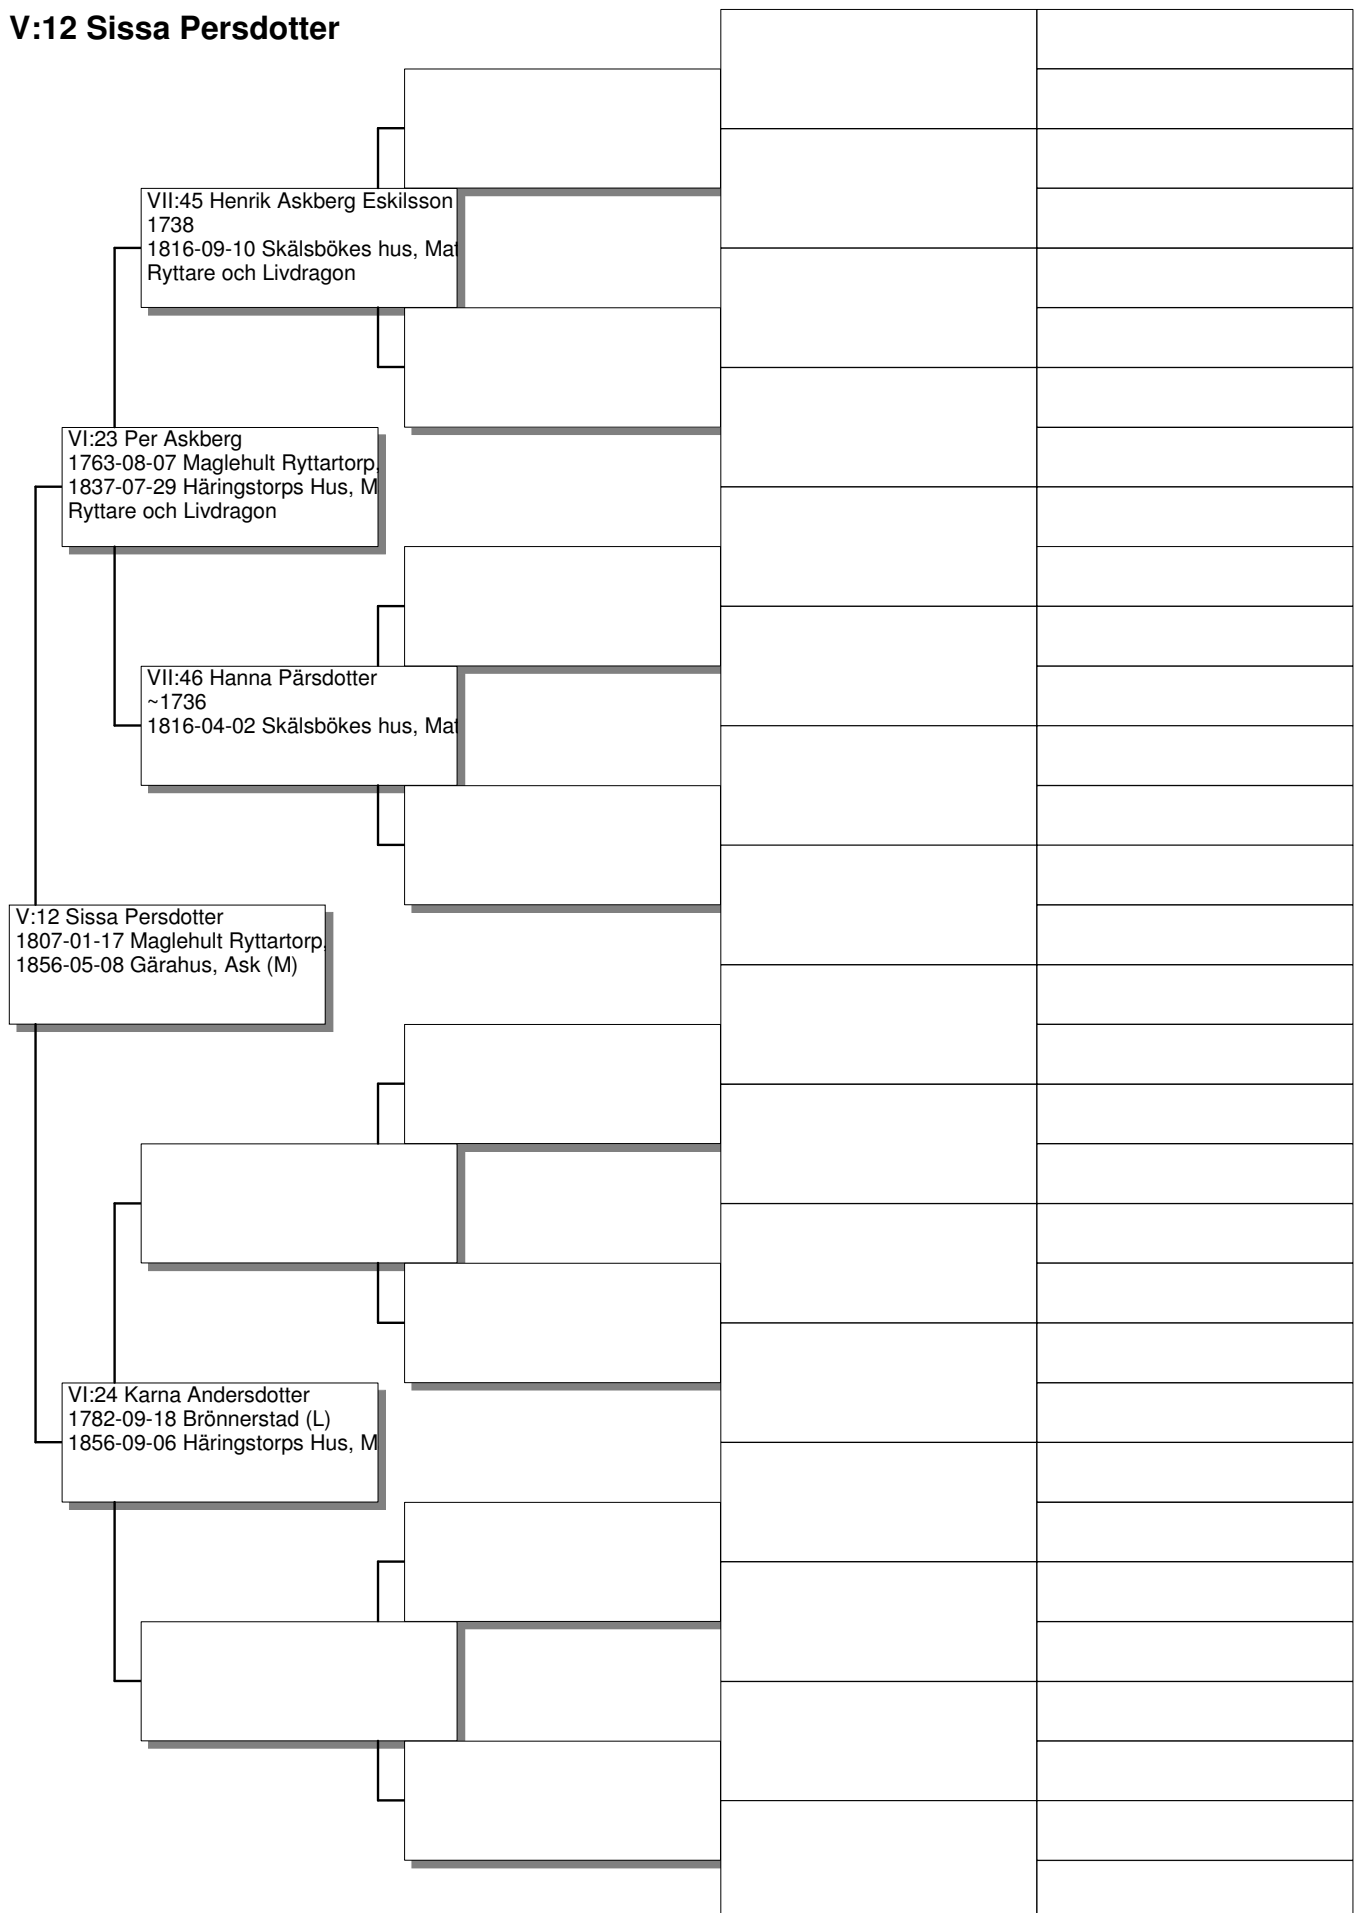 V:12 Sissa Persdotter
VII:45 Henrik Askberg Eskilsson
1738
1816-09-10 Skälsbökes hus, Mat
Ryttare och Livdragon
VI:23 Per Askberg
1763-08-07 Maglehult Ryttartorp,
1837-07-29 Häringstorps Hus, M
Ryttare och Livdragon
VII:46 Hanna Pärsdotter
~1736
1816-04-02 Skälsbökes hus, Mat
V:12 Sissa Persdotter
1807-01-17 Maglehult Ryttartorp,
1856-05-08 Gärahus, Ask (M)
VI:24 Karna Andersdotter
1782-09-18 Brönnerstad (L)
1856-09-06 Häringstorps Hus, M